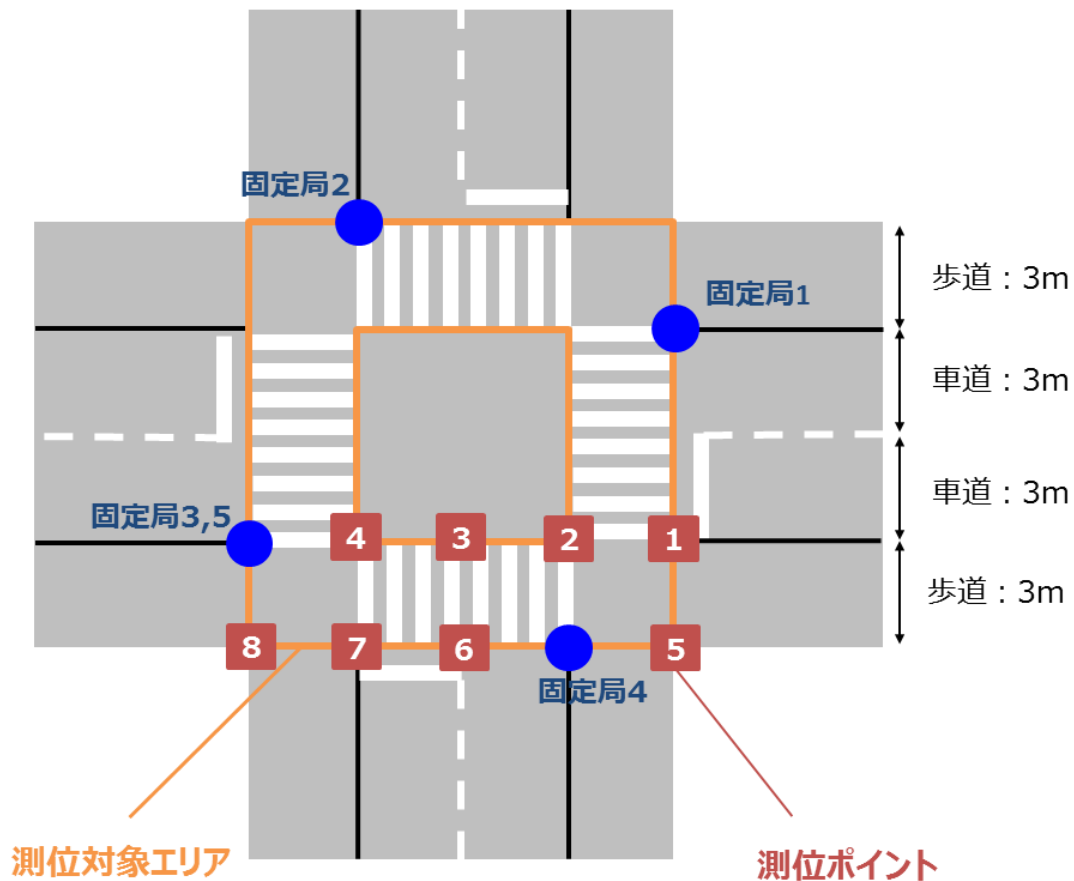 固定局2
固定局1
歩道：3m
車道：3m
固定局3,5
車道：3m
4
3
2
1
歩道：3m
8
7
6
5
固定局4
測位対象エリア
測位ポイント